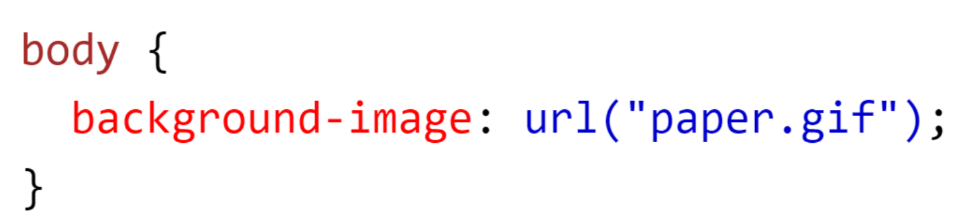 body {
  background-image: url("paper.gif");
}